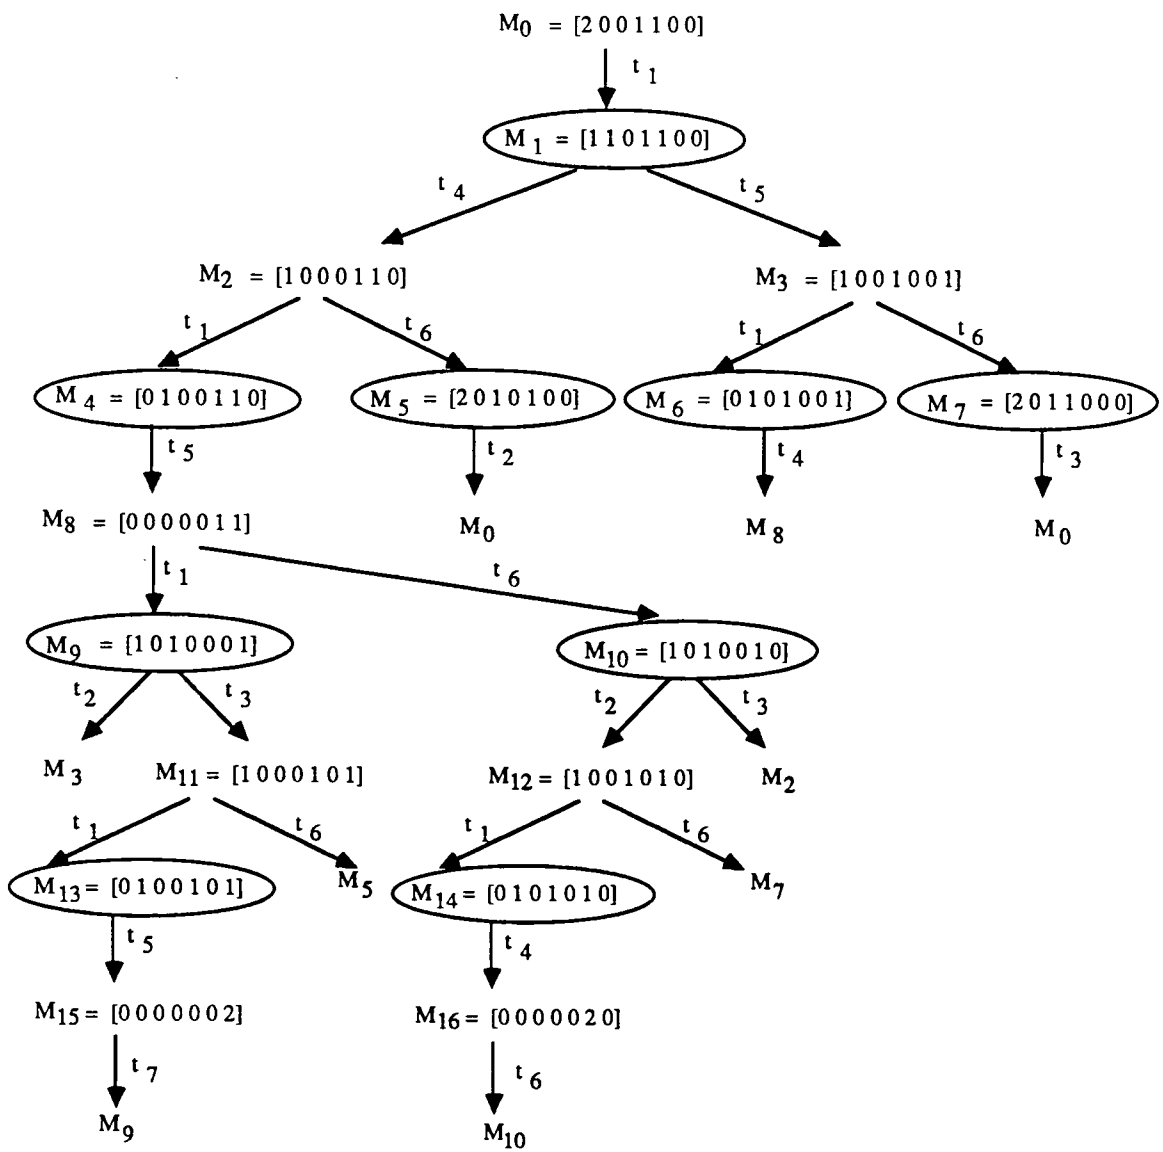 M0 = [2001100]
t1
M1 = [1101100]
t4 t5
M2 = [1000110] M3 = [1001001]
t1 t6 t1 t6
M4 = [0100110] M5 = [2010100] M6 = [0101001] M7 = [2011000]
t5 t2 t4 t3
M8 = [0000011] M0 M8 M0
t1 t6
M9 = [1010001] M10 = [1010010]
t2 t3 t2 t3
M3 M11 = [1000101] M12 = [1001010] M2
t1 t6 t1 t6
M13 = [0100101] M5 M14 = [0101010] M7
t5 t4
M15 = [0000002] M16 = [0000020]
t7 t6
M9 M10